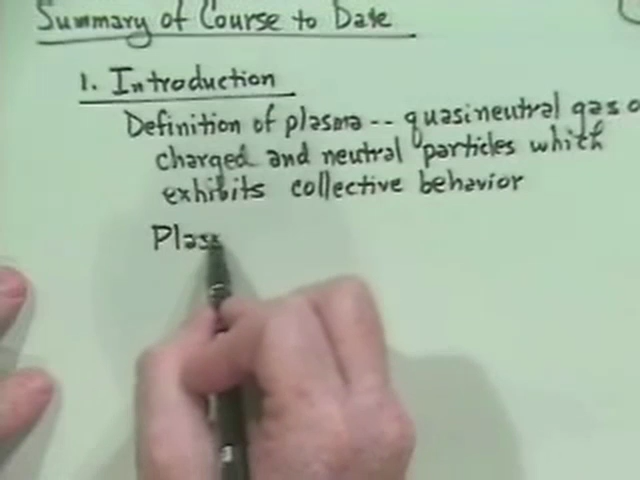 Summary of Course to Date
1. Introduction
Definition of plasma -- quasineutral gas o
charged and neutral particles which
exhibits collective behavior
Plas